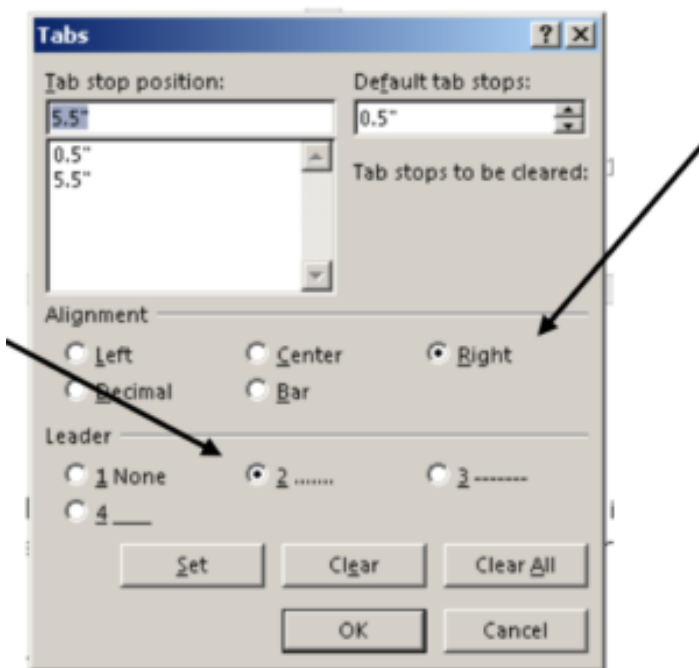 Tabs
Tab stop position:
Default tab stops:
5.5"
0.5"
0.5"
5.5"
Tab stops to be cleared:
Alignment
Left
Center
Right
Decimal
Bar
Leader
1 None
2 .......
3 -------
4 ___
Set
Clear
Clear All
OK
Cancel